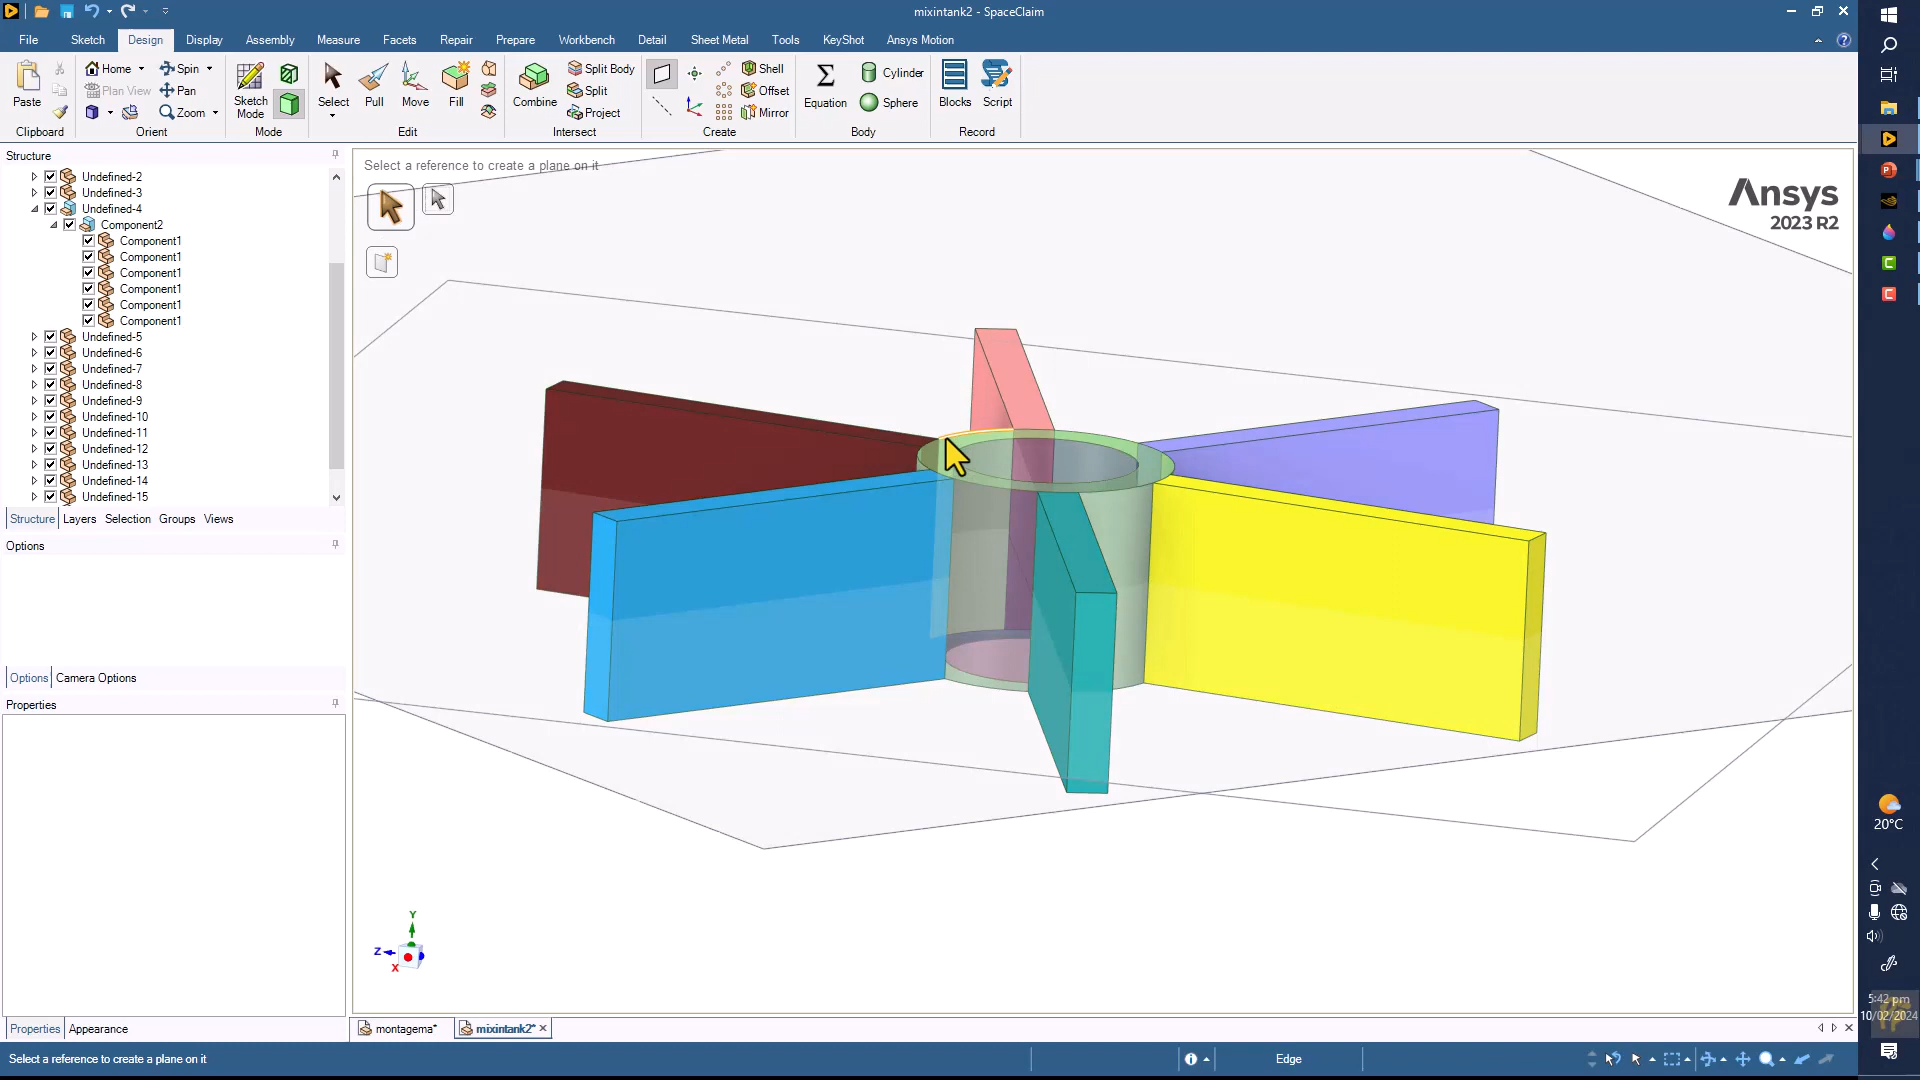 mixintank2 - SpaceClaim
File Sketch Design Display Assembly Measure Facets Repair Prepare Workbench Detail Sheet Metal Tools KeyShot Ansys Motion
Paste
Clipboard
Home Spin
Plan View Pan
Zoom
Orient
Sketch
Mode
Mode
Select Pull Move Fill
Edit
Combine
Split Body
Split
Project
Intersect
Shell
Offset
Mirror
Create
Equation
Cylinder
Sphere
Body
Blocks Script
Record
Structure
Undefined-2
Undefined-3
Undefined-4
Component2
Component1
Component1
Component1
Component1
Component1
Component1
Undefined-5
Undefined-6
Undefined-7
Undefined-8
Undefined-9
Undefined-10
Undefined-11
Undefined-12
Undefined-13
Undefined-14
Undefined-15
Structure Layers Selection Groups Views
Options
Options Camera Options
Properties
Properties Appearance
Select a reference to create a plane on it
Ansys
2023 R2
Y
Z
X
montagema* mixintank2*
Select a reference to create a plane on it
Edge
20°C
5:42 pm
10/02/2024